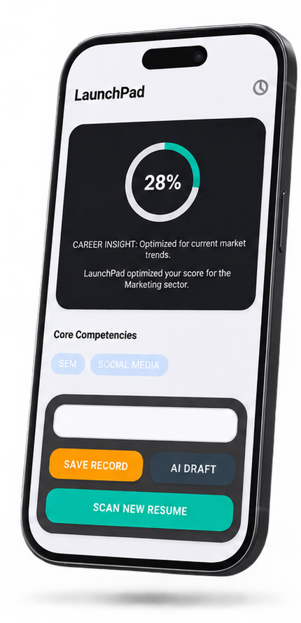 LaunchPad
28%
CAREER INSIGHT: Optimized for current market
trends.
LaunchPad optimized your score for the
Marketing sector.
Core Competencies
SEM
SOCIAL MEDIA
SAVE RECORD
AI DRAFT
SCAN NEW RESUME